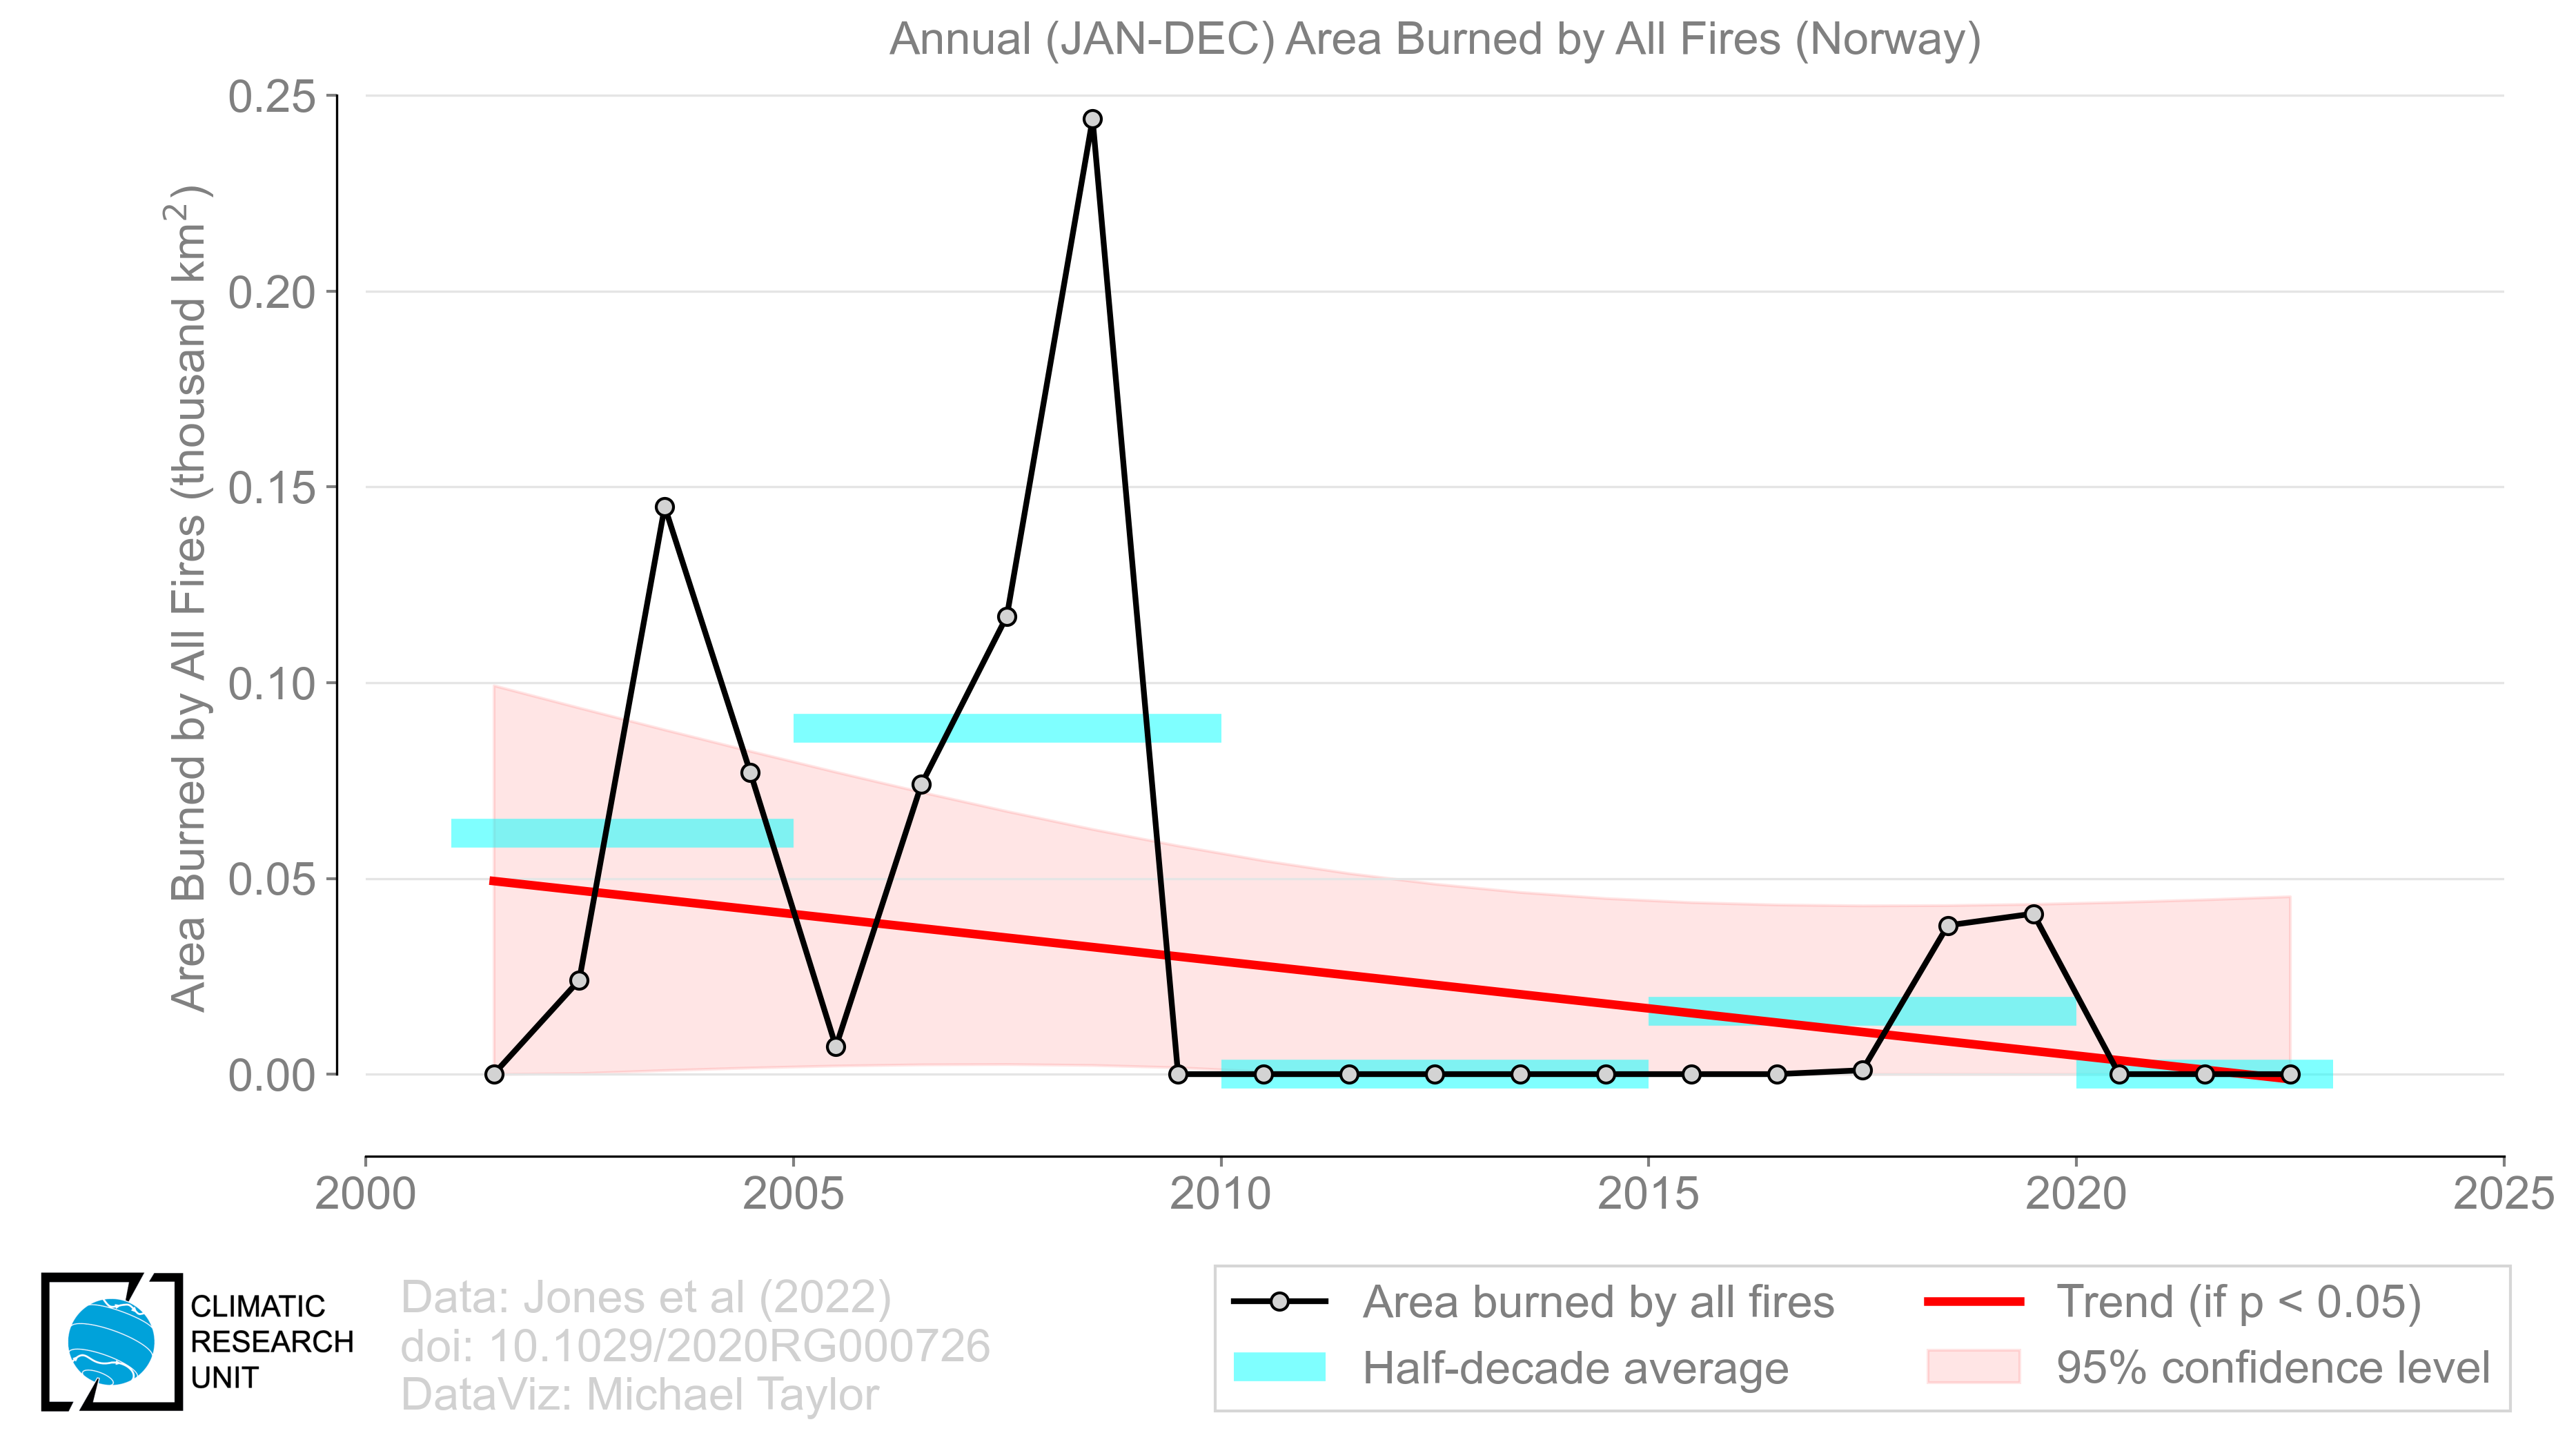 Annual (JAN-DEC) Area Burned by All Fires (Norway)
Area Burned by All Fires (thousand km²)
0.25
0.20
0.15
0.10
0.05
0.00
2000
2005
2010
2015
2020
2025
CLIMATIC
RESEARCH
UNIT
Data: Jones et al (2022)
doi: 10.1029/2020RG000726
DataViz: Michael Taylor
Area burned by all fires
Half-decade average
Trend (if p < 0.05)
95% confidence level